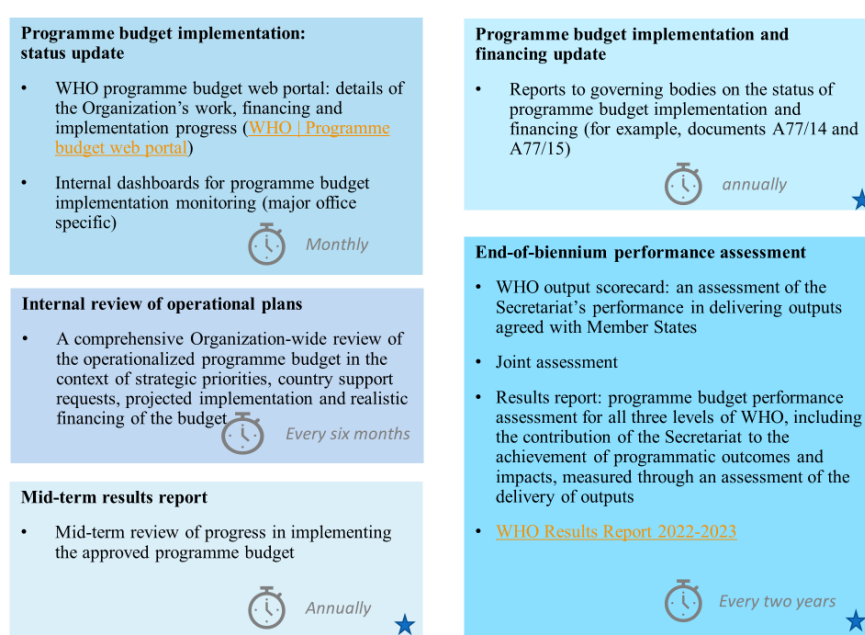 Programme budget implementation:
status update
• WHO programme budget web portal: details of
the Organization's work, financing and
implementation progress (WHO | Programme
budget web portal)
• Internal dashboards for programme budget
implementation monitoring (major office
specific)
Monthly
Internal review of operational plans
• A comprehensive Organization-wide review of
the operationalized programme budget in the
context of strategic priorities, country support
requests, projected implementation and realistic
financing of the budget
Every six months
Mid-term results report
• Mid-term review of progress in implementing
the approved programme budget
Annually
Programme budget implementation and
financing update
• Reports to governing bodies on the status of
programme budget implementation and
financing (for example, documents A77/14 and
A77/15)
annually
End-of-biennium performance assessment
• WHO output scorecard: an assessment of the
Secretariat's performance in delivering outputs
agreed with Member States
• Joint assessment
• Results report: programme budget performance
assessment for all three levels of WHO, including
the contribution of the Secretariat to the
achievement of programmatic outcomes and
impacts, measured through an assessment of the
delivery of outputs
• WHO Results Report 2022-2023
Every two years